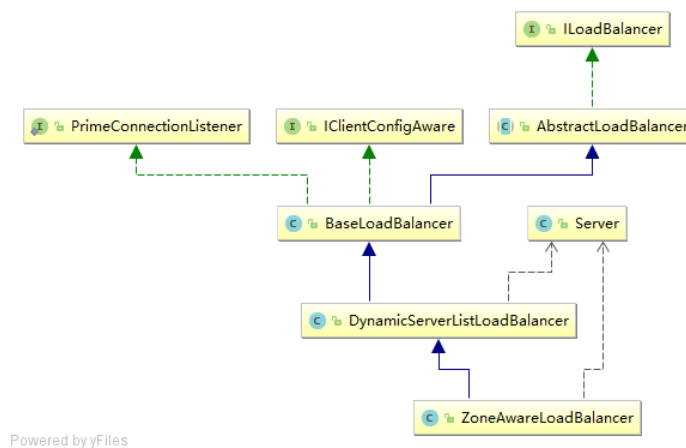 ILoadBalancer
PrimeConnectionListener
IClientConfigAware
AbstractLoadBalancer
BaseLoadBalancer
Server
DynamicServerListLoadBalancer
ZoneAwareLoadBalancer
Powered by yFiles